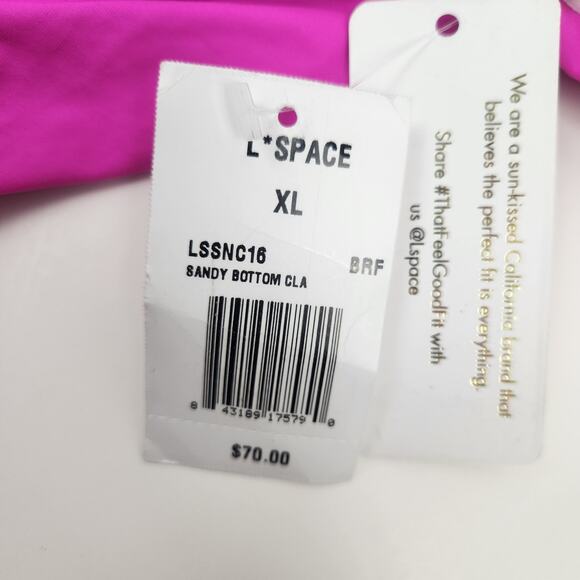 L*SPACE
XL
LSSNC16
BRF
SANDY BOTTOM CLA
8 43189 17579 0
$70.00
We are a sun-kissed California brand that
believes the perfect fit is everything.
Share #ThatFeelGoodFit with
us @Lspace